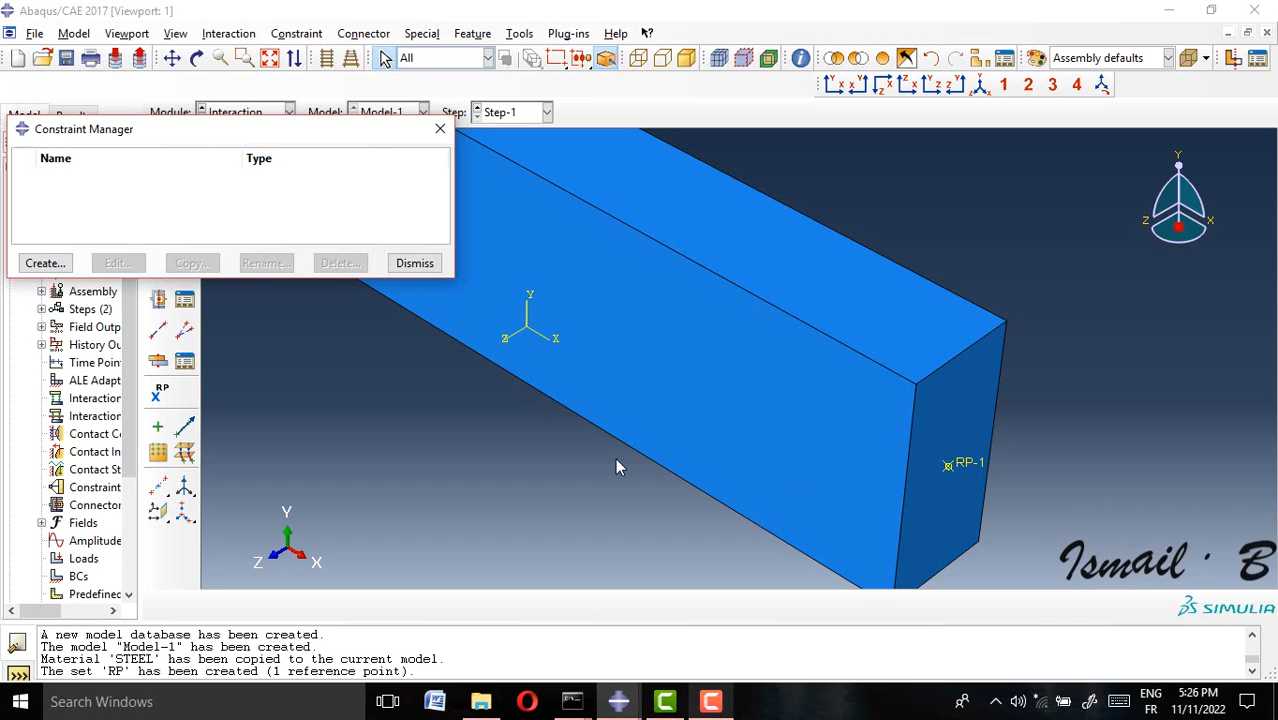 Abaqus/CAE 2017 [Viewport: 1]
File Model Viewport View Interaction Constraint Connector Special Feature Tools Plug-ins Help
All Assembly defaults
1 2 3 4
Module: Interaction Model: Model-1 Step: Step-1
Constraint Manager
Name Type
Create... Edit... Copy... Rename... Delete... Dismiss
Assembly
Steps (2)
Field Outp
History Ou
Time Poin
ALE Adapt
Interaction
Interaction
Contact Co
Contact In
Contact St
Constraint
Connector
Fields
Amplitude
Loads
BCs
Predefined
RP
Y
Z X
Y
Z X
Y
Z X
RP-1
Ismail · B
SIMULIA
A new model database has been created.
The model "Model-1" has been created.
Material 'STEEL' has been copied to the current model.
The set 'RP' has been created (1 reference point).
Search Windows
ENG
FR
5:26 PM
11/11/2022